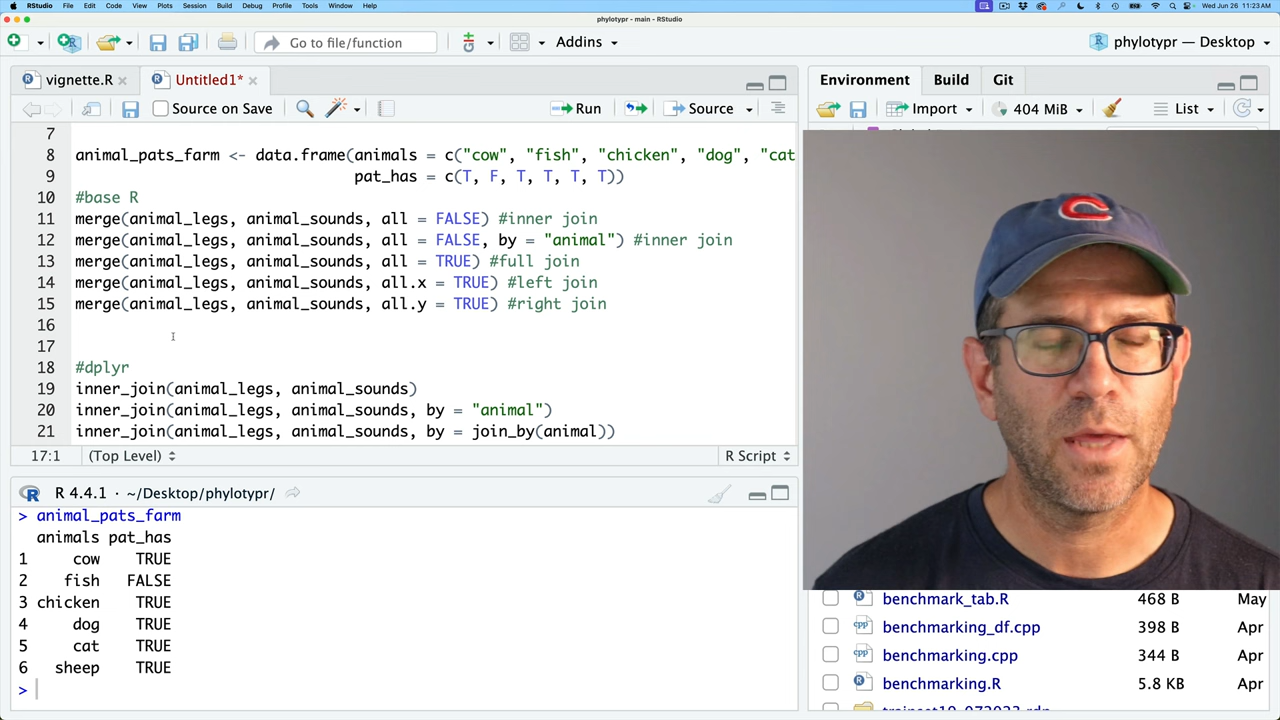 RStudio File Edit Code View Plots Session Build Debug Profile Tools Window Help Wed Jun 26 11:23 AM
phylotypr - main - RStudio
Go to file/function Addins phylotypr — Desktop
vignette.R Untitled1* Environment Build Git
Source on Save Run Source Import 404 MiB List
7
8 animal_pats_farm <- data.frame(animals = c("cow", "fish", "chicken", "dog", "cat
9 pat_has = c(T, F, T, T, T, T))
10 #base R
11 merge(animal_legs, animal_sounds, all = FALSE) #inner join
12 merge(animal_legs, animal_sounds, all = FALSE, by = "animal") #inner join
13 merge(animal_legs, animal_sounds, all = TRUE) #full join
14 merge(animal_legs, animal_sounds, all.x = TRUE) #left join
15 merge(animal_legs, animal_sounds, all.y = TRUE) #right join
16
17
18 #dplyr
19 inner_join(animal_legs, animal_sounds)
20 inner_join(animal_legs, animal_sounds, by = "animal")
21 inner_join(animal_legs, animal_sounds, by = join_by(animal))
17:1 (Top Level) R Script
R 4.4.1 · ~/Desktop/phylotypr/
> animal_pats_farm
animals pat_has
1 cow TRUE
2 fish FALSE
3 chicken TRUE
4 dog TRUE
5 cat TRUE
6 sheep TRUE
>
benchmark_tab.R 468 B May
benchmarking_df.cpp 398 B Apr
benchmarking.cpp 344 B Apr
benchmarking.R 5.8 KB Apr